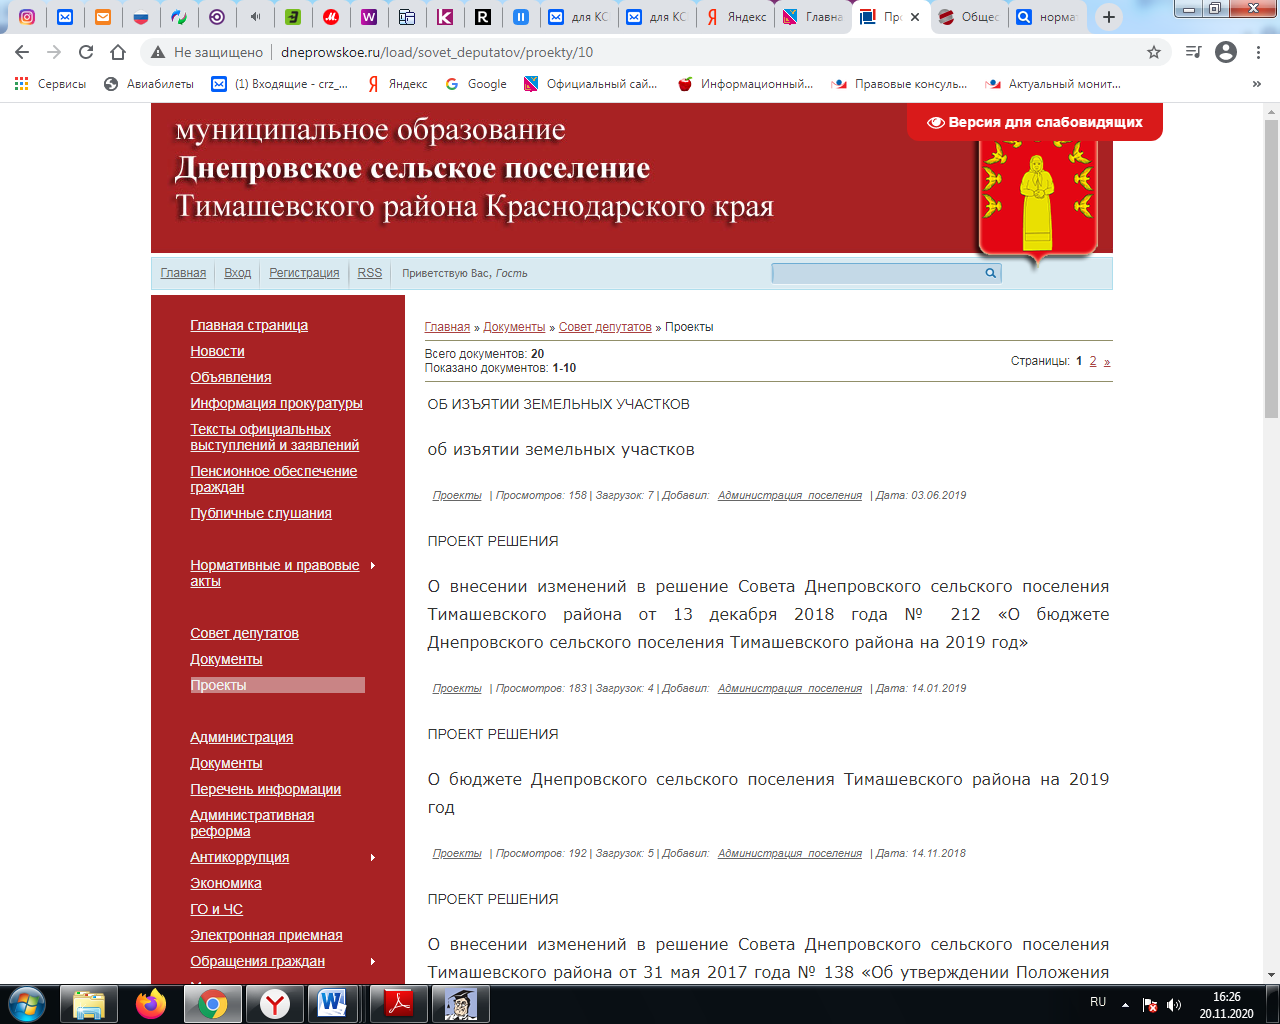 Яндекс
Главна
Про
Общес
норма
для КС
для КС
Не защищено
dneprowskoe.ru/load/sovet_deputatov/proekty/10
Сервисы
Авиабилеты
(1) Входящие - crz_...
Яндекс
Google
Официальный сай...
Информационный...
Правовые консуль...
Актуальный монит...
»
муниципальное образование
Днепровское сельское поселение
Тимашевского района Краснодарского края
Версия для слабовидящих
Главная Вход Регистрация RSS Приветствую Вас, Гость
Главная страница
Новости
Объявления
Информация прокуратуры
Тексты официальных
выступлений и заявлений
Пенсионное обеспечение
граждан
Публичные слушания
Нормативные и правовые
акты
Совет депутатов
Документы
Проекты
Администрация
Документы
Перечень информации
Административная
реформа
Антикоррупция
Экономика
ГО и ЧС
Электронная приемная
Обращения граждан
Главная » Документы » Совет депутатов » Проекты
Всего документов: 20
Показано документов: 1-10
Страницы: 1 2 »
ОБ ИЗЪЯТИИ ЗЕМЕЛЬНЫХ УЧАСТКОВ
об изъятии земельных участков
Проекты | Просмотров: 158 | Загрузок: 7 | Добавил: Администрация_поселения | Дата: 03.06.2019
ПРОЕКТ РЕШЕНИЯ
О внесении изменений в решение Совета Днепровского сельского поселения
Тимашевского района от 13 декабря 2018 года № 212 «О бюджете
Днепровского сельского поселения Тимашевского района на 2019 год»
Проекты | Просмотров: 183 | Загрузок: 4 | Добавил: Администрация_поселения | Дата: 14.01.2019
ПРОЕКТ РЕШЕНИЯ
О бюджете Днепровского сельского поселения Тимашевского района на 2019
год
Проекты | Просмотров: 192 | Загрузок: 5 | Добавил: Администрация_поселения | Дата: 14.11.2018
ПРОЕКТ РЕШЕНИЯ
О внесении изменений в решение Совета Днепровского сельского поселения
Тимашевского района от 31 мая 2017 года № 138 «Об утверждении Положения
RU
16:26
20.11.2020